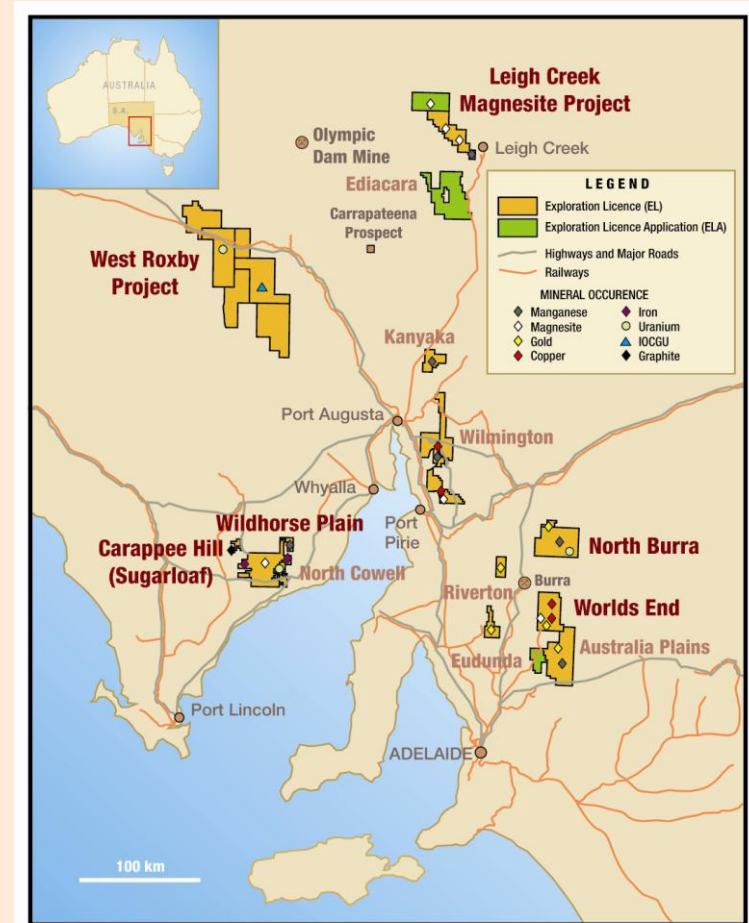 AUSTRALIA
S.A.
Leigh Creek
Magnesite Project
Olympic
Dam Mine
Leigh Creek
Ediacara
Carrapateena
Prospect
LEGEND
Exploration Licence (EL)
Exploration Licence Application (ELA)
Highways and Major Roads
Railways
MINERAL OCCURENCE
Manganese
Magnesite
Gold
Copper
Iron
Uranium
IOCGU
Graphite
West Roxby
Project
Kanyaka
Port Augusta
Wilmington
Whyalla
Port
Pirie
Wildhorse Plain
Carappee Hill
(Sugarloaf)
North Cowell
North Burra
Riverton
Burra
Worlds End
Eudunda
Australia Plains
Port Lincoln
ADELAIDE
100 km